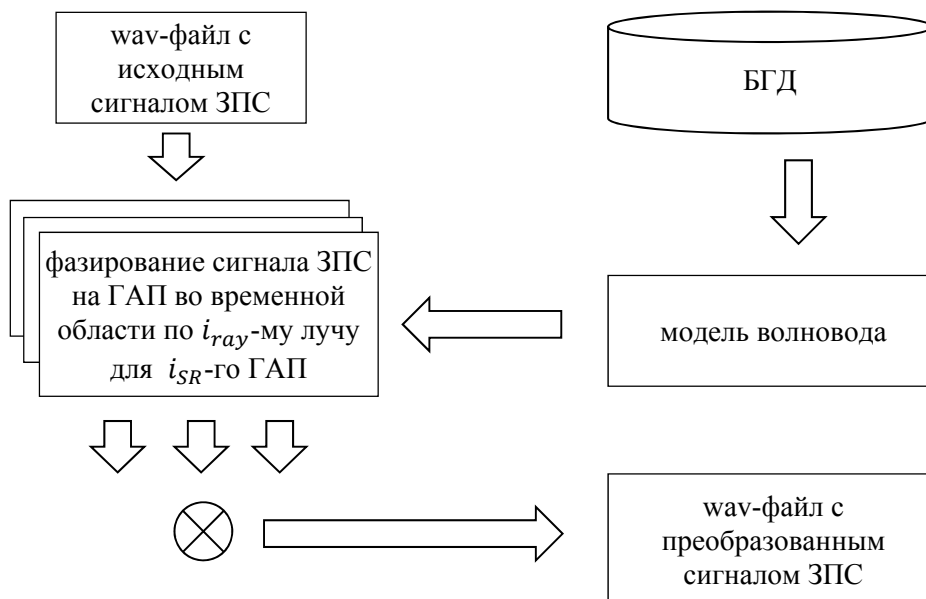 wav-файл с
исходным
сигналом ЗПС
БГД
фазирование сигнала ЗПС
на ГАП во временной
области по i_ray-му лучу
для i_SR-го ГАП
модель волновода
wav-файл с
преобразованным
сигналом ЗПС